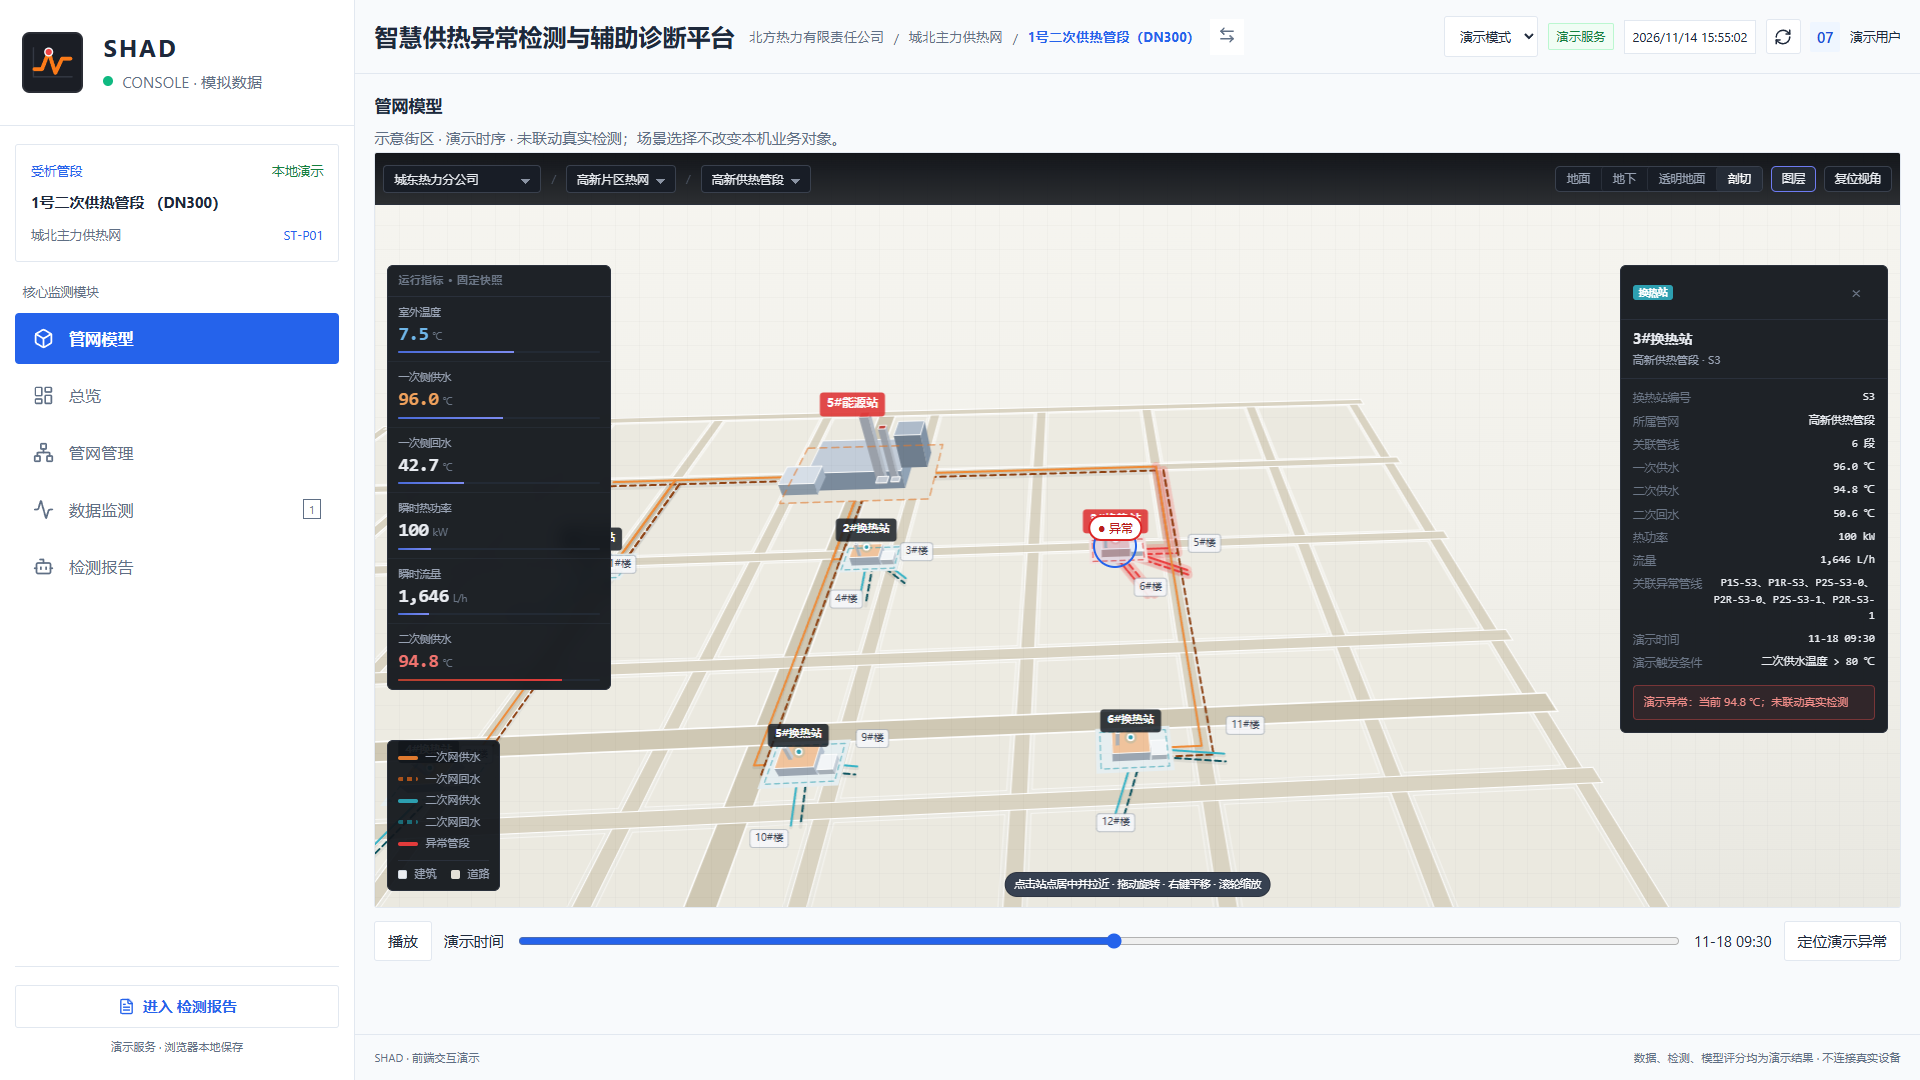 SHAD
CONSOLE · 模拟数据
受析管段
本地演示
1号二次供热管段 （DN300）
城北主力供热网
ST-P01
核心监测模块
管网模型
总览
管网管理
数据监测
1
检测报告
进入 检测报告
演示服务 · 浏览器本地保存
智慧供热异常检测与辅助诊断平台
北方热力有限责任公司 / 城北主力供热网 / 1号二次供热管段（DN300）
演示模式
演示服务
2026/11/14 15:55:02
07
演示用户
管网模型
示意街区 · 演示时序 · 未联动真实检测；场景选择不改变本机业务对象。
城东热力分公司 / 高新片区热网 / 高新供热管段
地面
地下
透明地面
剖切
图层
复位视角
运行指标 • 固定快照
室外温度
7.5 ℃
一次侧供水
96.0 ℃
一次侧回水
42.7 ℃
瞬时热功率
100 kW
瞬时流量
1,646 L/h
二次侧供水
94.8 ℃
5#能源站
站
2#换热站
3#楼
4#楼
异常
5#楼
6#楼
5#换热站
9#楼
10#楼
6#换热站
11#楼
12#楼
一次网供水
一次网回水
二次网供水
二次网回水
异常管段
建筑
道路
点击站点居中并拉近 · 拖动旋转 · 右键平移 · 滚轮缩放
换热站
×
3#换热站
高新供热管段 · S3
换热站编号 S3
所属管网 高新供热管段
关联管线 6 段
一次供水 96.0 ℃
二次供水 94.8 ℃
二次回水 50.6 ℃
热功率 100 kW
流量 1,646 L/h
关联异常管线 P1S-S3、P1R-S3、P2S-S3-0、
P2R-S3-0、P2S-S3-1、P2R-S3-
1
演示时间 11-18 09:30
演示触发条件 二次供水温度 > 80 ℃
演示异常：当前 94.8 ℃；未联动真实检测
播放
演示时间
11-18 09:30
定位演示异常
SHAD · 前端交互演示
数据、检测、模型评分均为演示结果 · 不连接真实设备